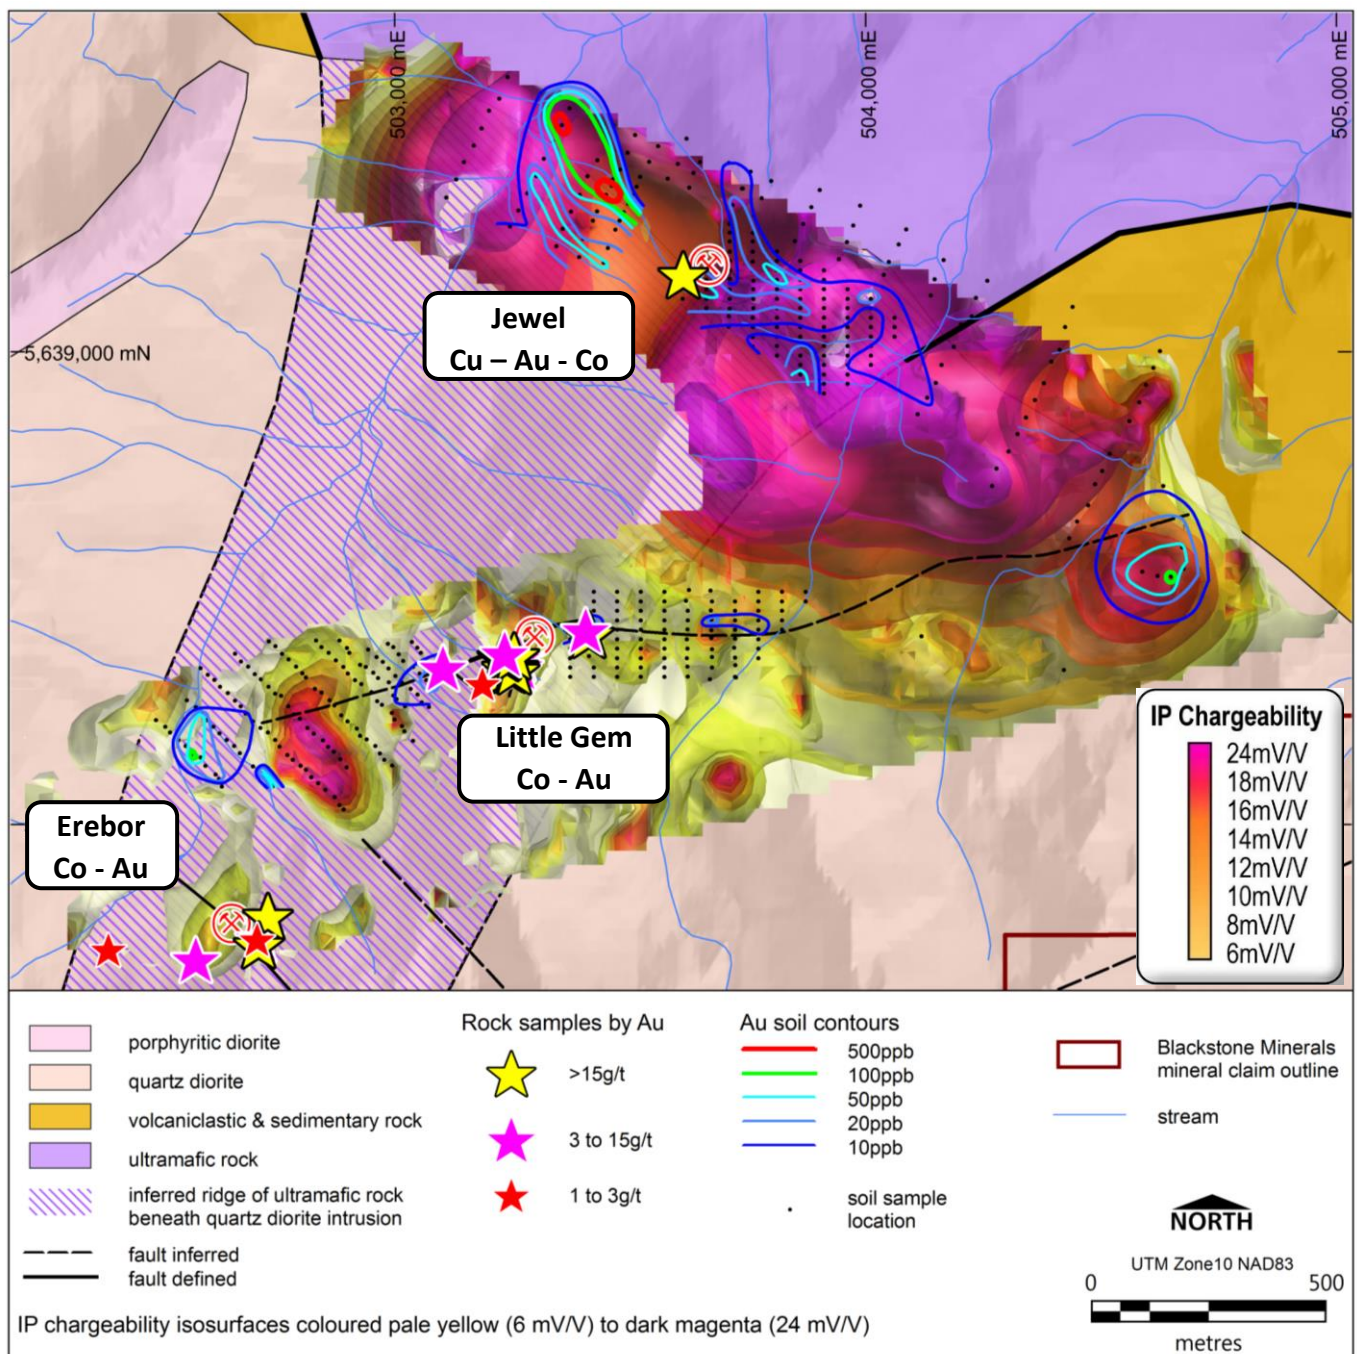 503,000 mE
504,000 mE
505,000 mE
5,639,000 mN
Jewel
Cu – Au - Co
Little Gem
Co - Au
Erebor
Co - Au
IP Chargeability
24mV/V
18mV/V
16mV/V
14mV/V
12mV/V
10mV/V
8mV/V
6mV/V
porphyritic diorite
quartz diorite
volcaniclastic & sedimentary rock
ultramafic rock
inferred ridge of ultramafic rock
beneath quartz diorite intrusion
fault inferred
fault defined
Rock samples by Au
>15g/t
3 to 15g/t
1 to 3g/t
Au soil contours
500ppb
100ppb
50ppb
20ppb
10ppb
soil sample
location
Blackstone Minerals
mineral claim outline
stream
NORTH
UTM Zone10 NAD83
0 500
metres
IP chargeability isosurfaces coloured pale yellow (6 mV/V) to dark magenta (24 mV/V)